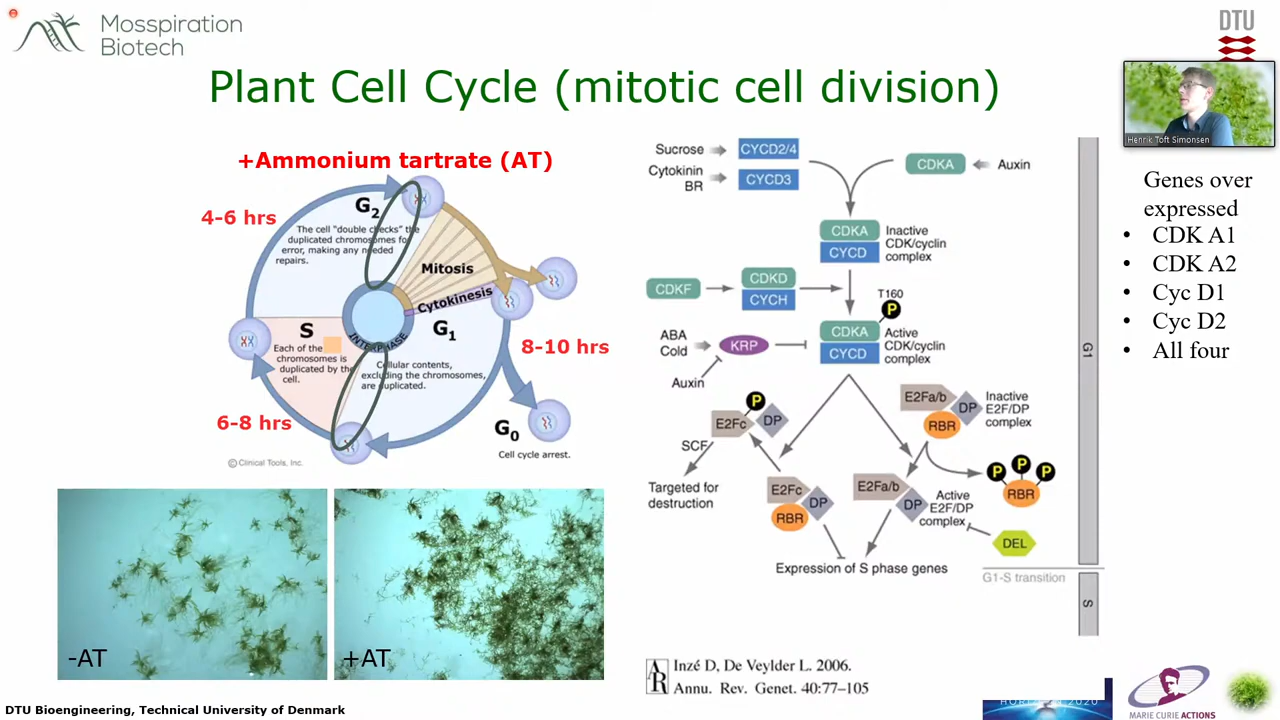 Mosspiration
Biotech
DTU
Plant Cell Cycle (mitotic cell division)
Henrik Toft Simonsen
+Ammonium tartrate (AT)
4-6 hrs
G2
The cell "double checks" the
duplicated chromosomes for
error, making any needed
repairs.
Mitosis
Cytokinesis
INTERPHASE
S
Each of the
chromosomes is
duplicated by the
cell.
G1
Cellular contents,
excluding the chromosomes,
are duplicated.
8-10 hrs
6-8 hrs
G0
Cell cycle arrest.
© Clinical Tools, Inc.
-AT
+AT
Sucrose
CYCD2/4
CDKA
Auxin
Cytokinin
BR
CYCD3
CDKA
CYCD
Inactive
CDK/cyclin
complex
CDKF
CDKD
CYCH
T160
P
ABA
Cold
KRP
Auxin
CDKA
CYCD
Active
CDK/cyclin
complex
P
E2Fc
DP
SCF
Targeted for
destruction
E2Fa/b
DP
RBR
Inactive
E2F/DP
complex
P
P
P
RBR
E2Fc
DP
RBR
E2Fa/b
DP
Active
E2F/DP
complex
DEL
Expression of S phase genes
G1-S transition
G1
S
Genes over
expressed
• CDK A1
• CDK A2
• Cyc D1
• Cyc D2
• All four
AR
Inzé D, De Veylder L. 2006.
Annu. Rev. Genet. 40:77–105
HORIZON 2020
MARIE CURIE ACTIONS
DTU Bioengineering, Technical University of Denmark